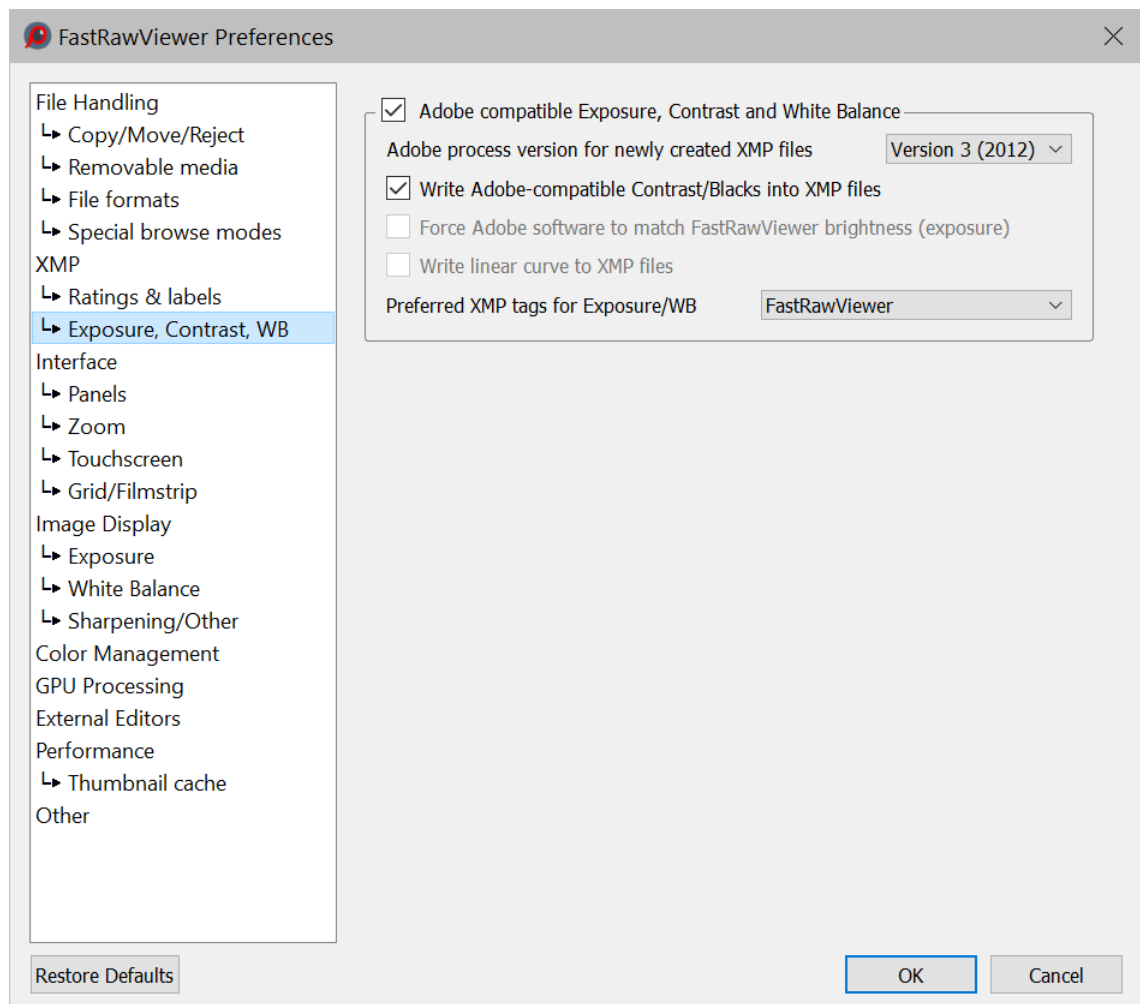 FastRawViewer Preferences
File Handling
Copy/Move/Reject
Removable media
File formats
Special browse modes
XMP
Ratings & labels
Exposure, Contrast, WB
Interface
Panels
Zoom
Touchscreen
Grid/Filmstrip
Image Display
Exposure
White Balance
Sharpening/Other
Color Management
GPU Processing
External Editors
Performance
Thumbnail cache
Other
Adobe compatible Exposure, Contrast and White Balance
Adobe process version for newly created XMP files Version 3 (2012)
Write Adobe-compatible Contrast/Blacks into XMP files
Force Adobe software to match FastRawViewer brightness (exposure)
Write linear curve to XMP files
Preferred XMP tags for Exposure/WB FastRawViewer
Restore Defaults OK Cancel